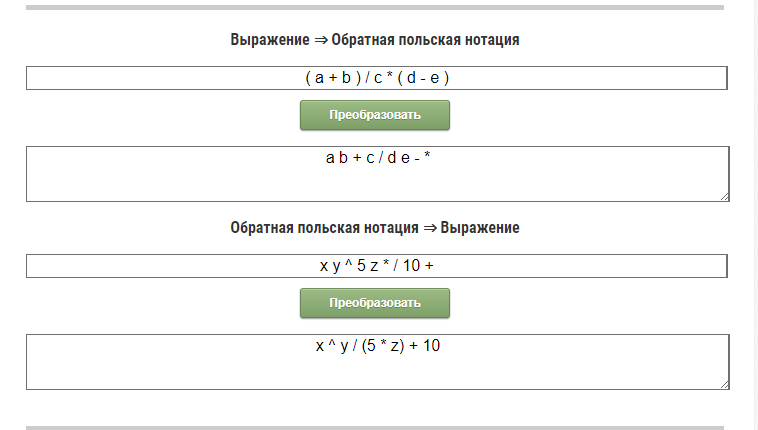 Выражение ⇒ Обратная польская нотация
( a + b ) / c * ( d - e )
Преобразовать
a b + c / d e - *
Обратная польская нотация ⇒ Выражение
x y ^ 5 z * / 10 +
Преобразовать
x ^ y / (5 * z) + 10